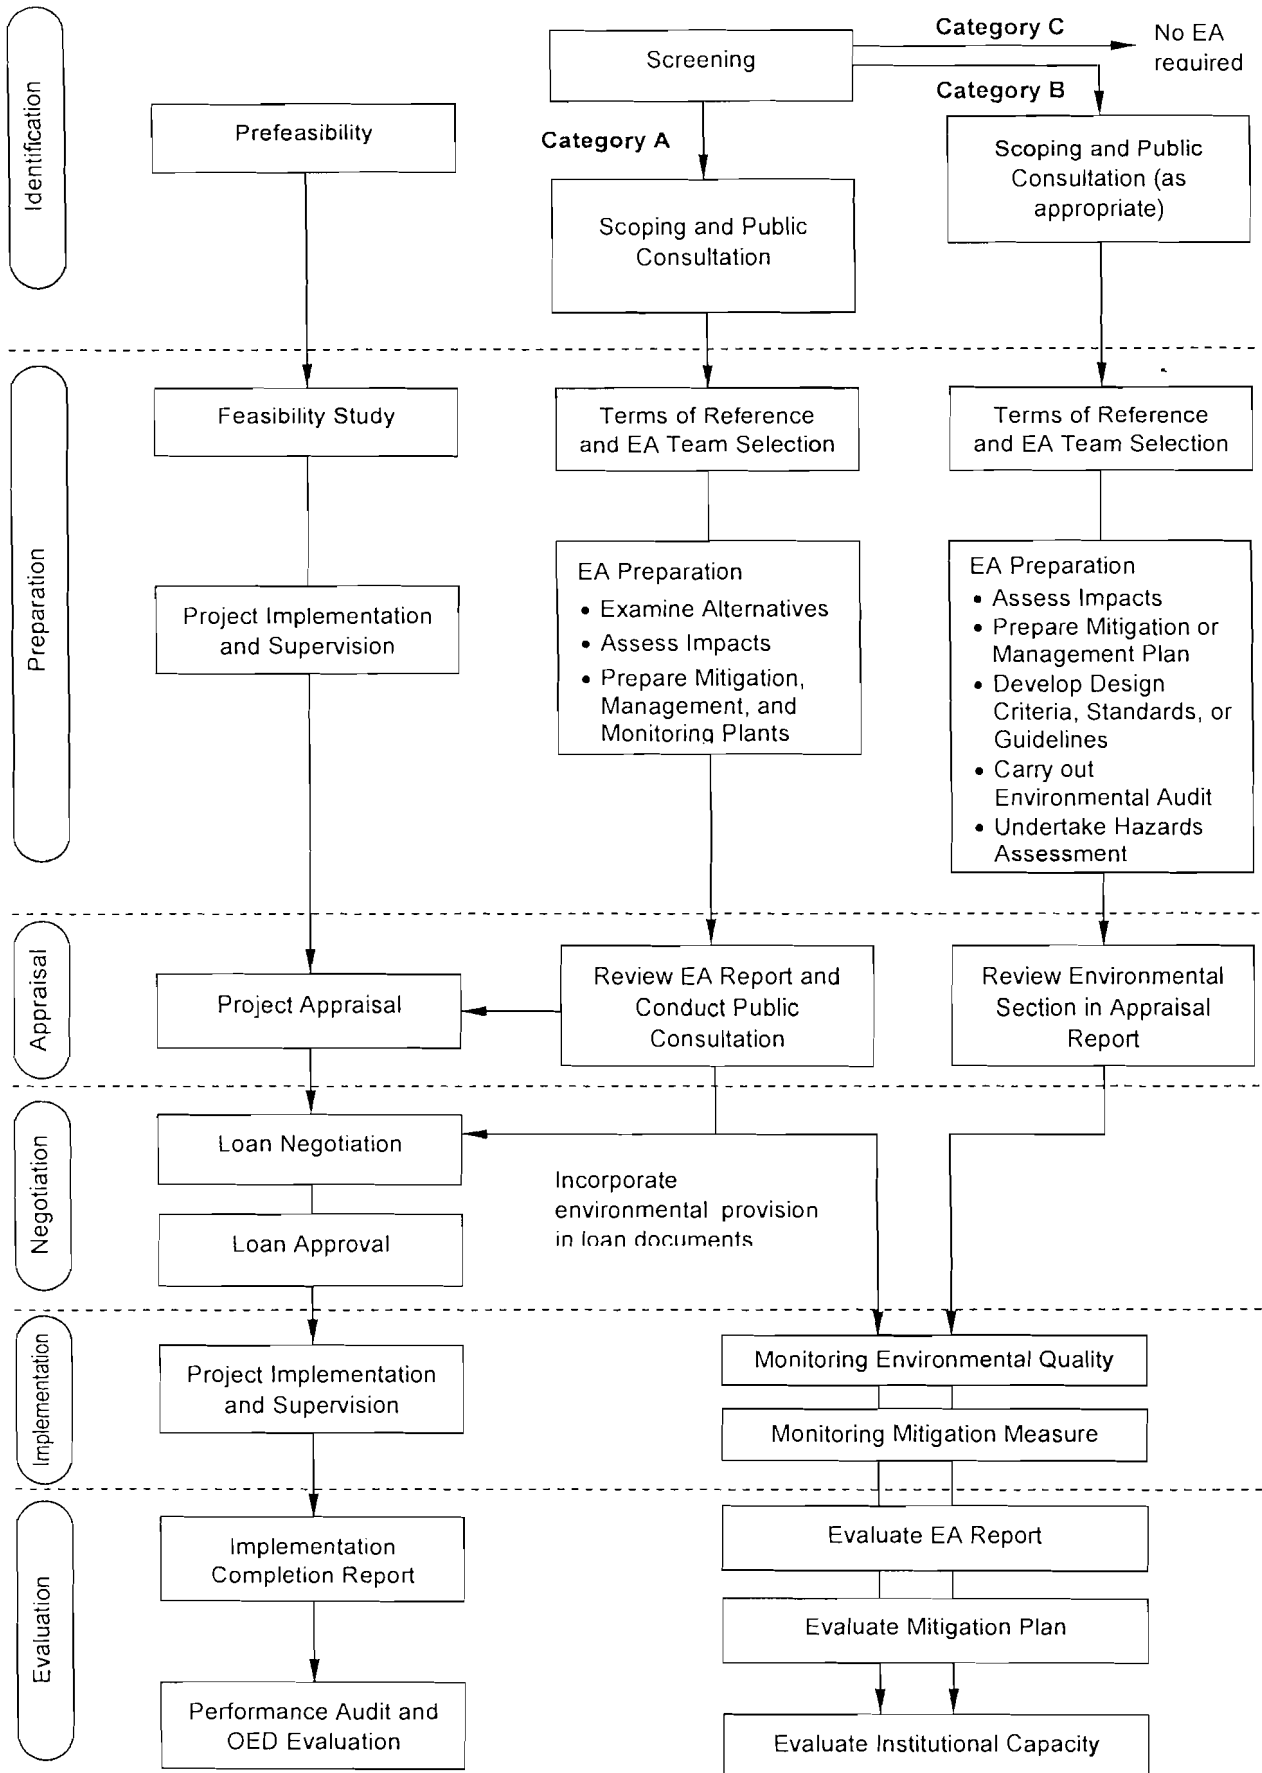 Identification
Prefeasibility
Screening
Category C
No EA
required
Category B
Category A
Scoping and Public
Consultation
Scoping and Public
Consultation (as
appropriate)
Preparation
Feasibility Study
Terms of Reference
and EA Team Selection
Terms of Reference
and EA Team Selection
Project Implementation
and Supervision
EA Preparation
• Examine Alternatives
• Assess Impacts
• Prepare Mitigation,
Management, and
Monitoring Plants
EA Preparation
• Assess Impacts
• Prepare Mitigation or
Management Plan
• Develop Design
Criteria, Standards, or
Guidelines
• Carry out
Environmental Audit
• Undertake Hazards
Assessment
Appraisal
Project Appraisal
Review EA Report and
Conduct Public
Consultation
Review Environmental
Section in Appraisal
Report
Negotiation
Loan Negotiation
Incorporate
environmental provision
in loan documents
Loan Approval
Implementation
Project Implementation
and Supervision
Monitoring Environmental Quality
Monitoring Mitigation Measure
Evaluation
Implementation
Completion Report
Evaluate EA Report
Evaluate Mitigation Plan
Performance Audit and
OED Evaluation
Evaluate Institutional Capacity